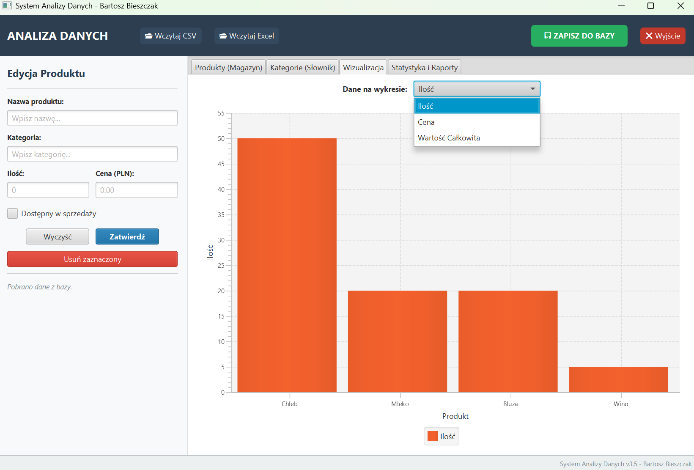 System Analizy Danych - Bartosz Bieszczak
ANALIZA DANYCH
Wczytaj CSV
Wczytaj Excel
ZAPISZ DO BAZY
Wyjście
Edycja Produktu
Nazwa produktu:
Wpisz nazwę...
Kategoria:
Wpisz kategorię...
Ilość:
Cena (PLN):
0
0.00
Dostępny w sprzedaży
Wyczyść
Zatwierdź
Usuń zaznaczony
Pobrano dane z bazy.
Produkty (Magazyn)
Kategorie (Słownik)
Wizualizacja
Statystyka i Raporty
Dane na wykresie:
Ilość
Ilość
Cena
Wartość Całkowita
55
50
45
40
35
30
25
20
15
10
5
0
Ilość
Chleb
Mleko
Bluza
Wino
Produkt
Ilość
System Analizy Danych v1.5 - Bartosz Bieszczak